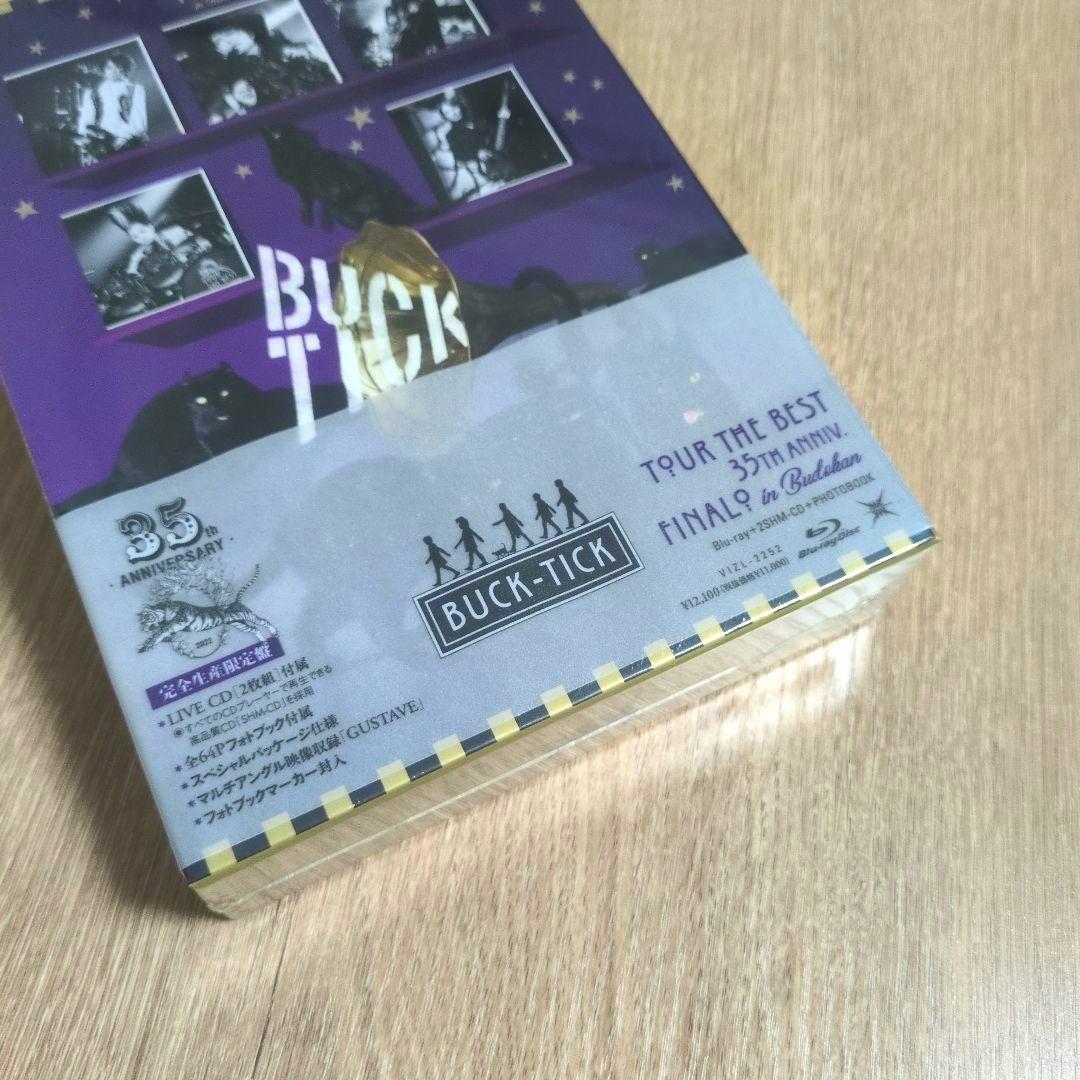 BUCK
TICK
TOUR THE BEST
35TH ANNIV.
FINALO in Budokan
Blu-ray+2SHM-CD+PHOTOBOOK
Blu-ray Disc
VIZL-2252
¥12,100(税抜価格¥11,000)
BUCK-TICK
35th
・ANNIVERSARY・
2022
完全生産限定盤
*LIVE CD[2枚組]付属
●すべてのCDプレーヤーで再生できる
高品質CD「SHM-CD」を採用
*全64Pフォトブック付属
*スペシャルパッケージ仕様
*マルチアングル映像収録「GUSTAVE」
*フォトブックマーカー封入